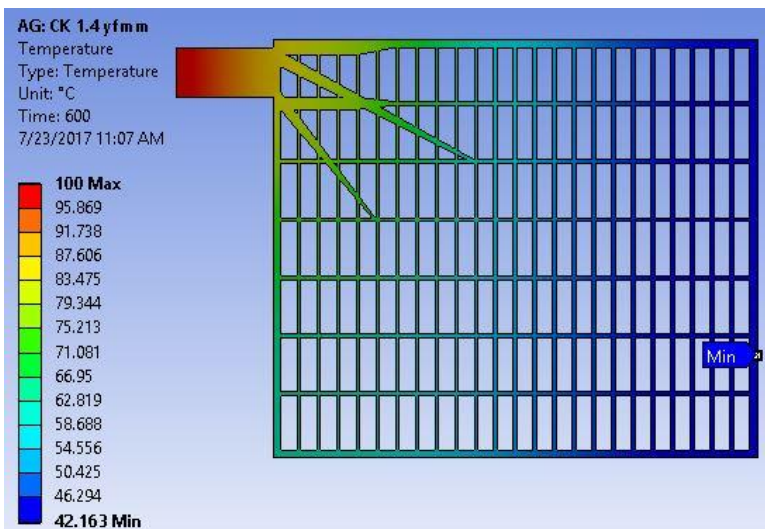 AG: CK 1.4 yfmm
Temperature
Type: Temperature
Unit: °C
Time: 600
7/23/2017 11:07 AM
100 Max
95.869
91.738
87.606
83.475
79.344
75.213
71.081
66.95
62.819
58.688
54.556
50.425
46.294
42.163 Min
Min